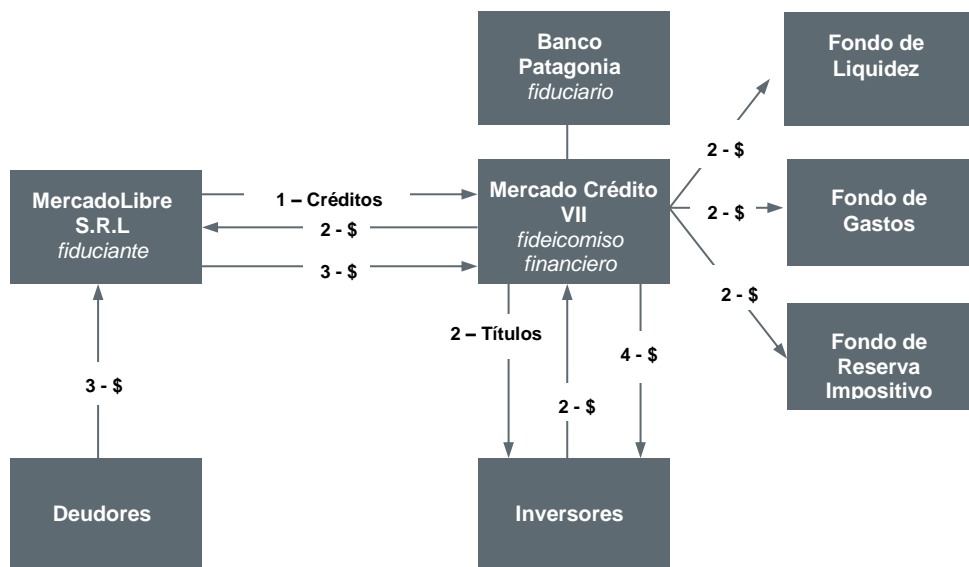 Banco
Patagonia
fiduciario
Fondo de
Liquidez
2 - $
MercadoLibre
S.R.L
fiduciante
1 – Créditos
2 - $
3 - $
Mercado Crédito
VII
fideicomiso
financiero
2 - $
Fondo de
Gastos
2 - $
Fondo de
Reserva
Impositivo
2 – Títulos
4 - $
3 - $
2 - $
Deudores
Inversores